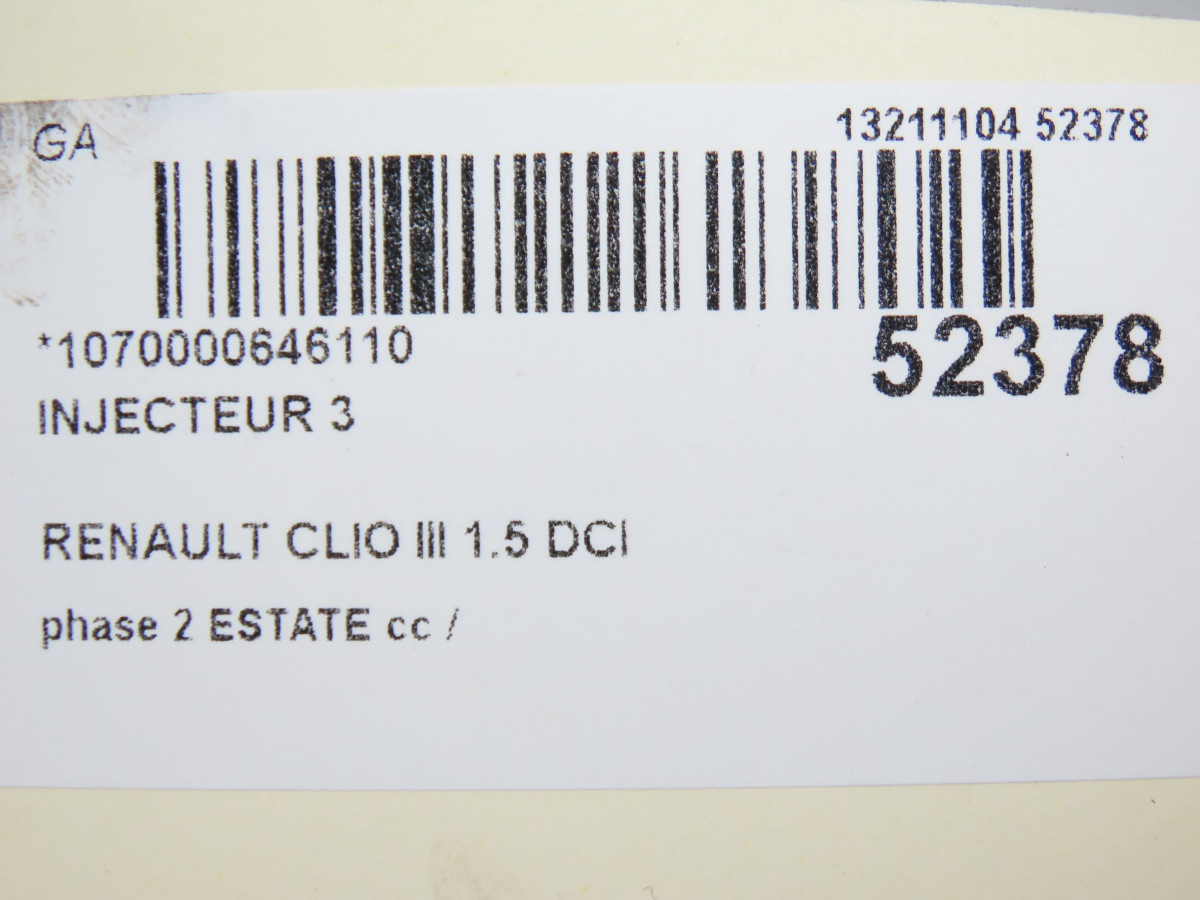 GA
13211104 52378
*1070000646110
52378
INJECTEUR 3
RENAULT CLIO III 1.5 DCI
phase 2 ESTATE cc /